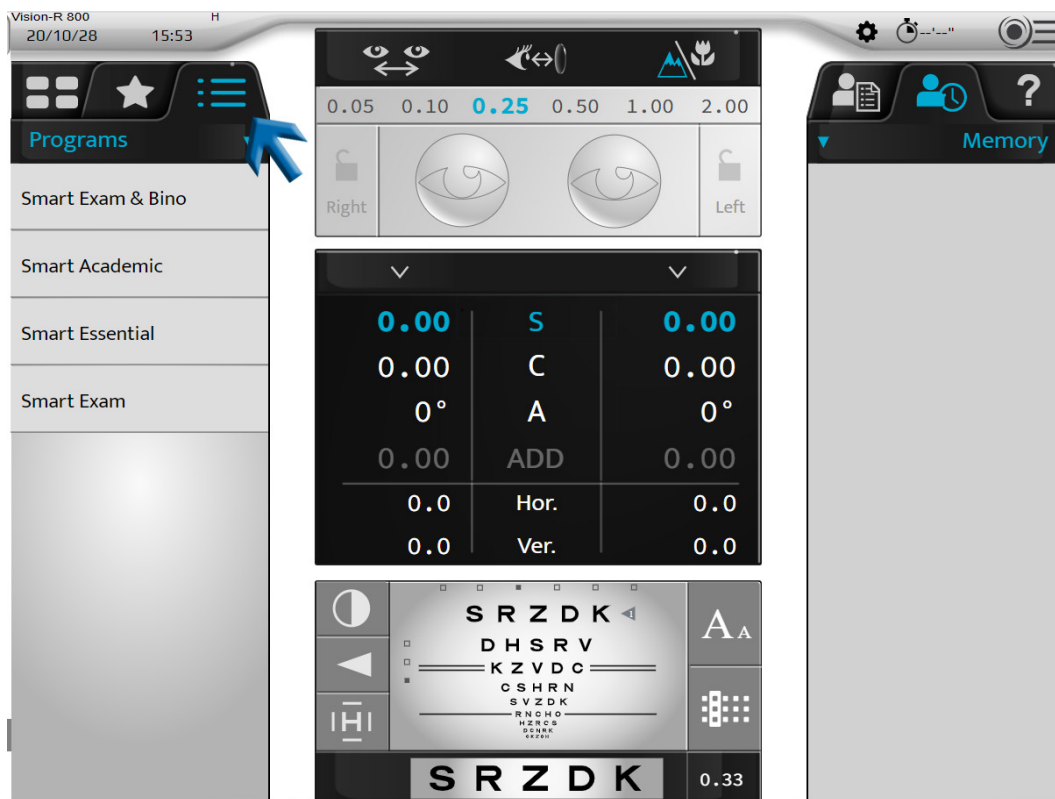 Vision-R 800 H
20/10/28 15:53
--'--"
Programs
Smart Exam & Bino
Smart Academic
Smart Essential
Smart Exam
0.05 0.10 0.25 0.50 1.00 2.00
Right Left
0.00 S 0.00
0.00 C 0.00
0° A 0°
0.00 ADD 0.00
0.0 Hor. 0.0
0.0 Ver. 0.0
S R Z D K 1
D H S R V
K Z V D C
C S H R N
S V Z D K
R N C H O
H Z R C S
D C N R K
H A A
S R Z D K 0.33
? 
Memory